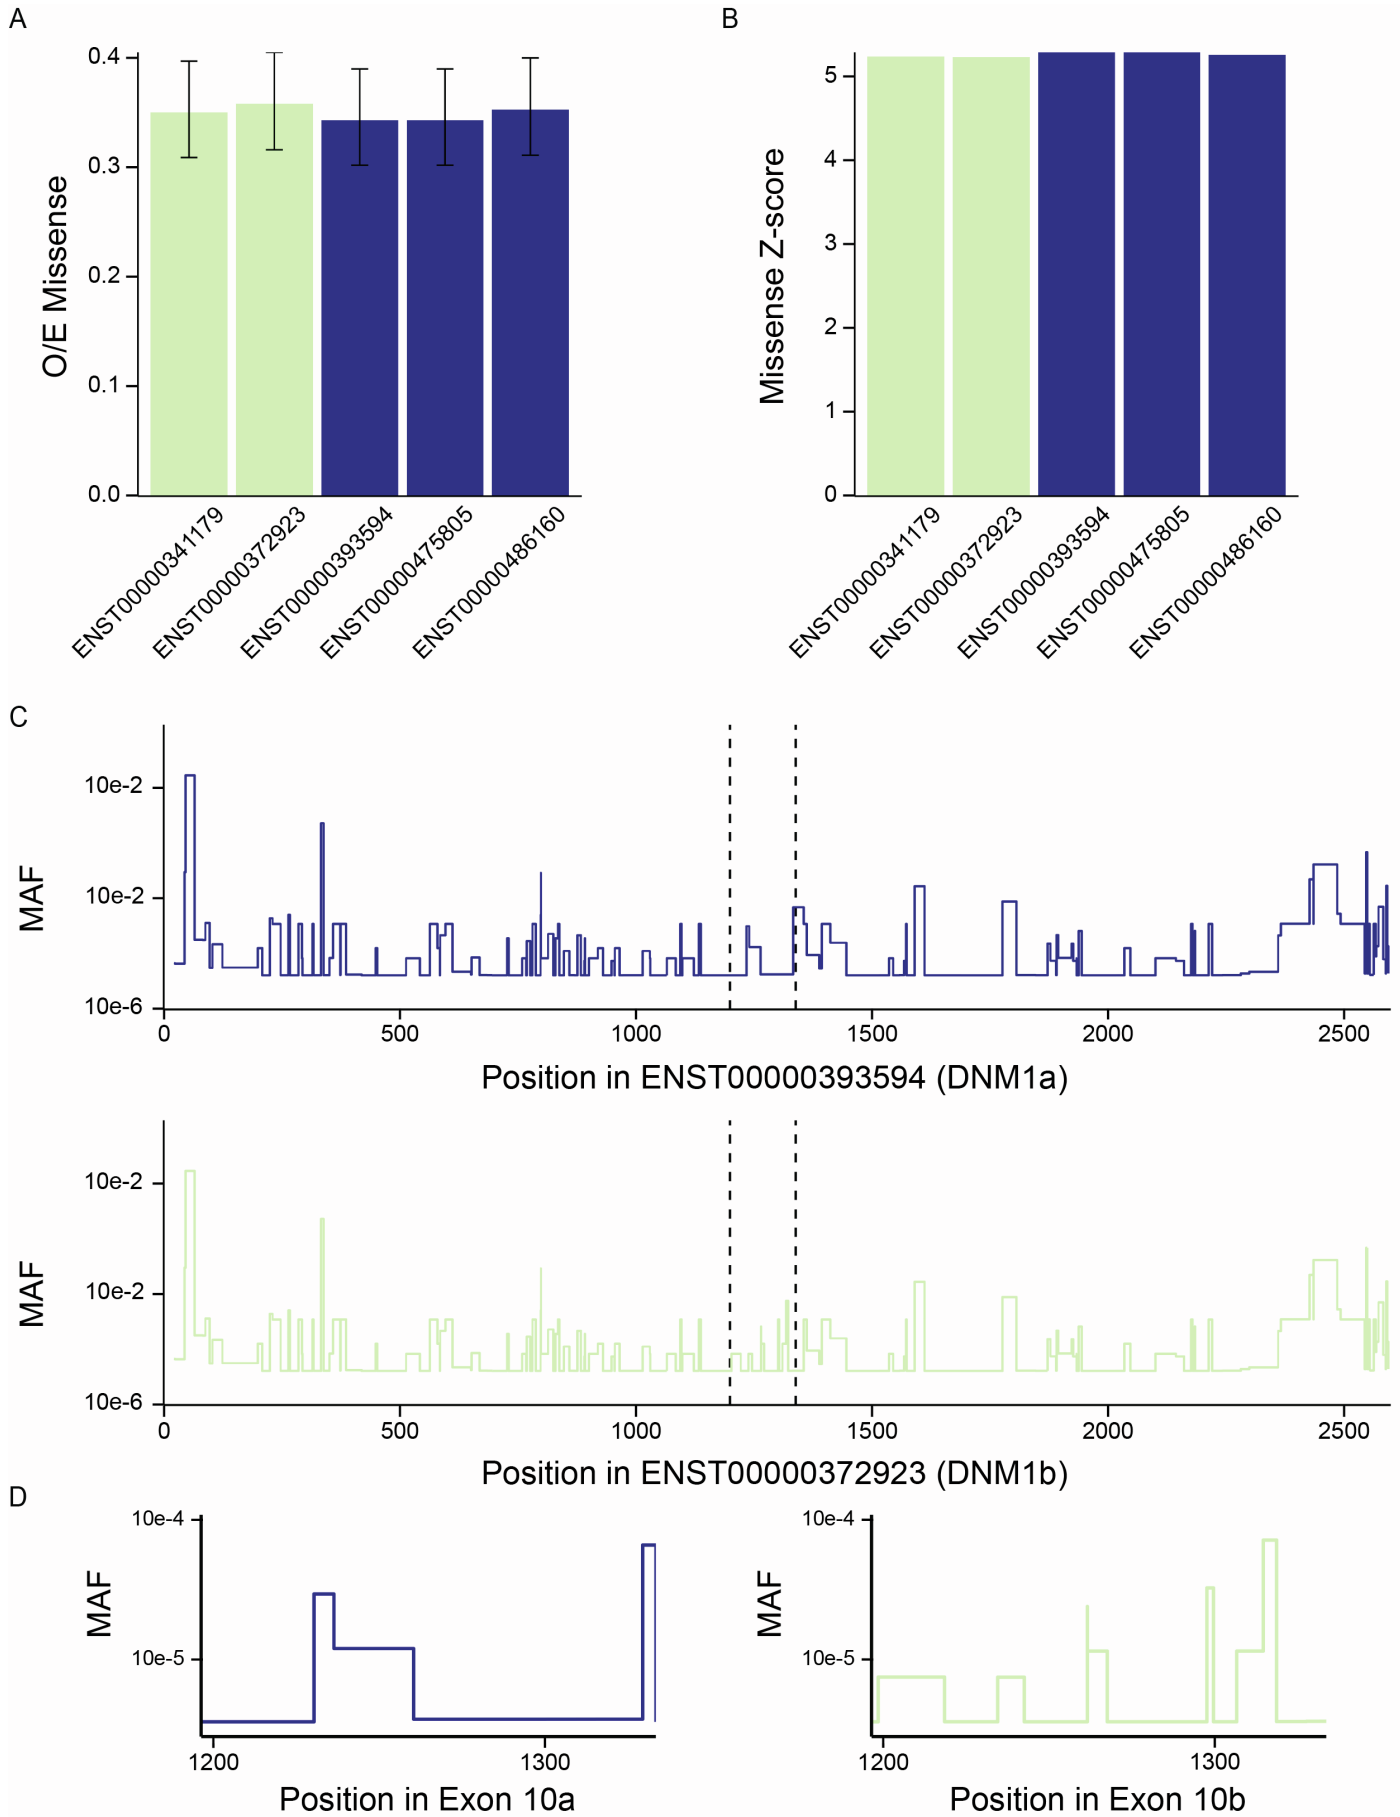 A
B
0.4
0.3
0.2
0.1
0.0
O/E Missense
ENST00000341179
ENST00000372923
ENST00000393594
ENST00000475805
ENST00000486160
5
4
3
2
1
0
Missense Z-score
ENST00000341179
ENST00000372923
ENST00000393594
ENST00000475805
ENST00000486160
C
10e-2
10e-2
10e-6
MAF
0 500 1000 1500 2000 2500
Position in ENST00000393594 (DNM1a)
10e-2
10e-2
10e-6
MAF
0 500 1000 1500 2000 2500
Position in ENST00000372923 (DNM1b)
D
10e-4
10e-5
MAF
1200 1300
Position in Exon 10a
10e-4
10e-5
MAF
1200 1300
Position in Exon 10b